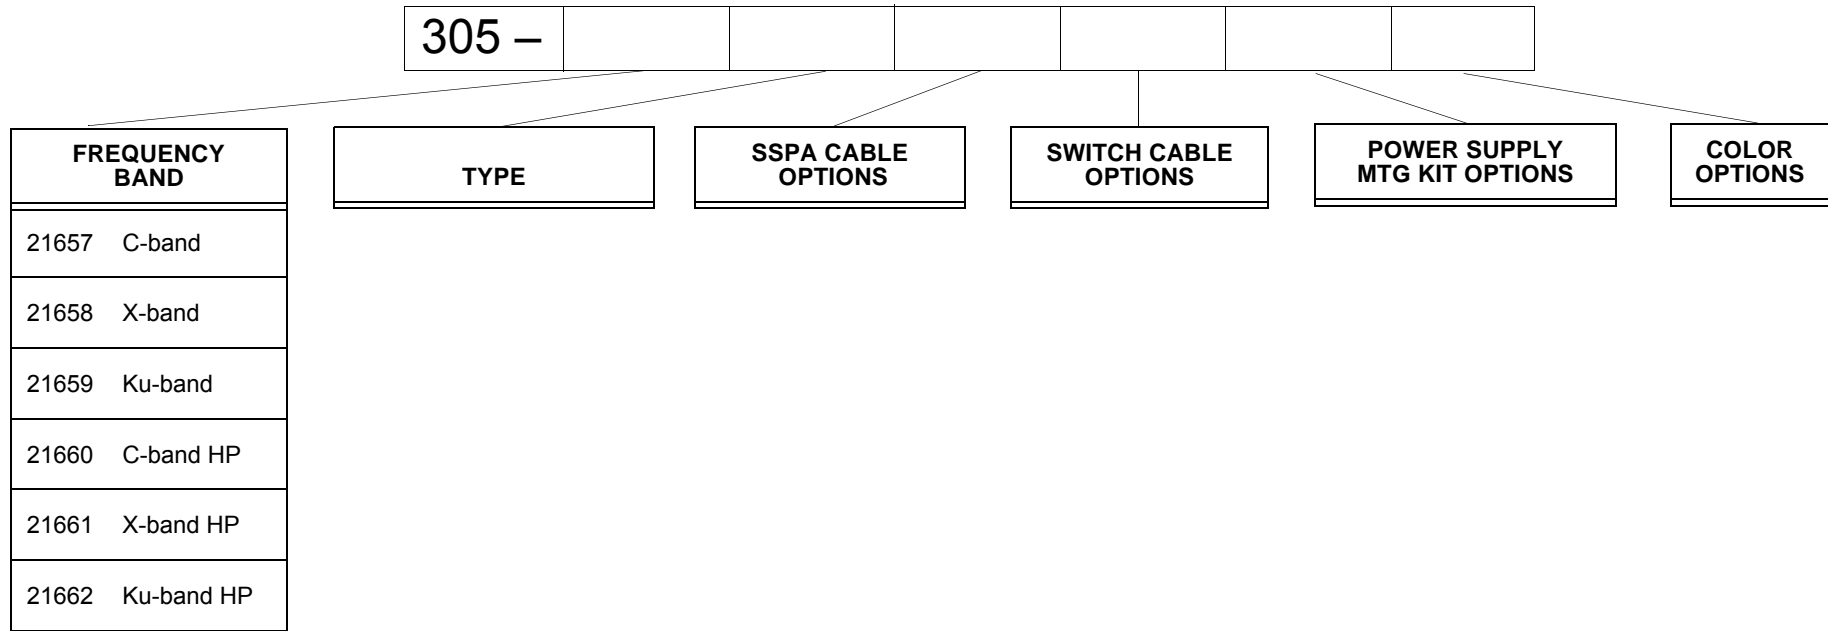 305 –
FREQUENCY
BAND
TYPE
SSPA CABLE
OPTIONS
SWITCH CABLE
OPTIONS
POWER SUPPLY
MTG KIT OPTIONS
COLOR
OPTIONS
21657 C-band
21658 X-band
21659 Ku-band
21660 C-band HP
21661 X-band HP
21662 Ku-band HP